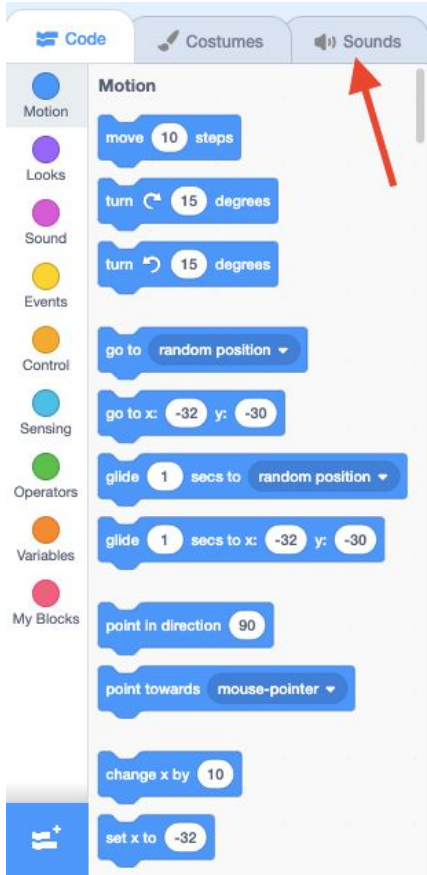 Code Costumes Sounds
Motion
Looks
Sound
Events
Control
Sensing
Operators
Variables
My Blocks
Motion
move 10 steps
turn 15 degrees
turn 15 degrees
go to random position
go to x: -32 y: -30
glide 1 secs to random position
glide 1 secs to x: -32 y: -30
point in direction 90
point towards mouse-pointer
change x by 10
set x to -32